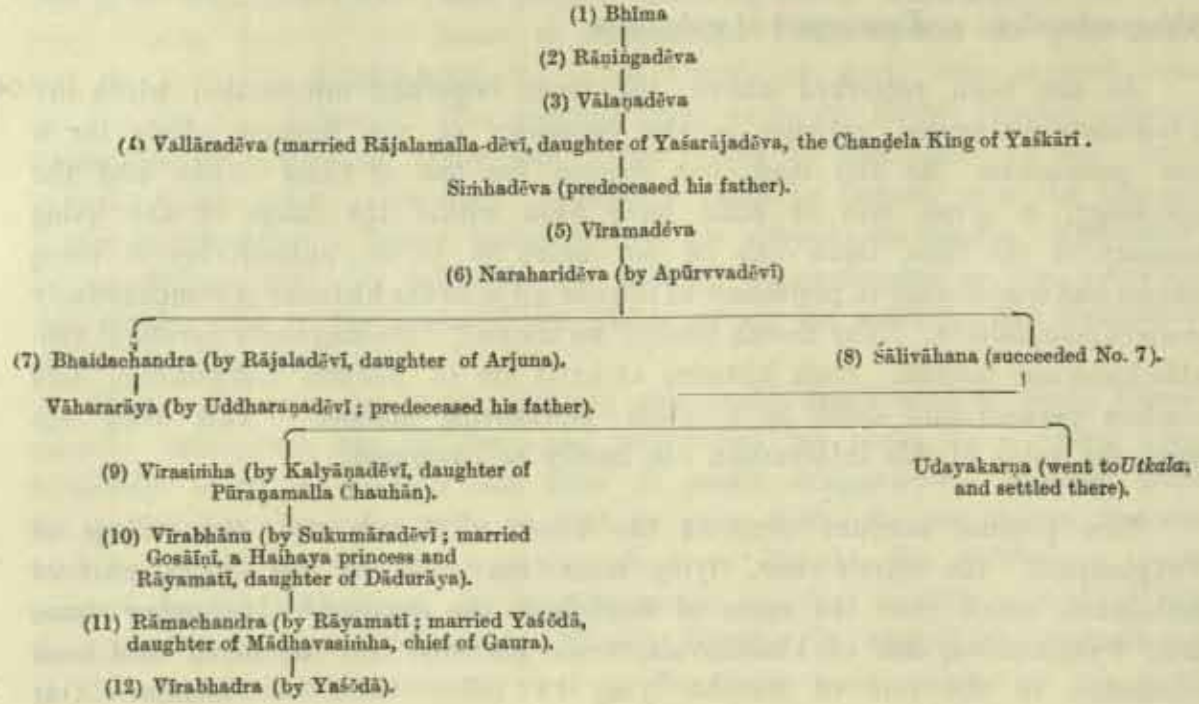 (1) Bhīma
(2) Rāṇiṅgadēva
(3) Vālaṇadēva
(4) Vallāradēva (married Rājalamalla-dēvī, daughter of Yaśarājadēva, the Chaṇḍela King of Yaśkārī .
Siṁhadēva (predeceased his father).
(5) Vīramadēva
(6) Naraharidēva (by Apūrvvadēvī)
(7) Bhaidachandra (by Rājaladēvī, daughter of Arjuna).
(8) Śālivāhana (succeeded No. 7).
Vāhararāya (by Uddharaṇadēvī ; predeceased his father).
(9) Vīrasiṁha (by Kalyāṇadēvī, daughter of
Pūraṇamalla Chauhān).
Udayakarṇa (went to Utkala,
and settled there).
(10) Vīrabhānu (by Sukumāradēvī ; married
Gosāīṇī, a Haihaya princess and
Rāyamatī, daughter of Dādurāya).
(11) Rāmachandra (by Rāyamatī ; married Yaśōdā,
daughter of Mādhavasiṁha, chief of Gaura).
(12) Vīrabhadra (by Yaśōdā).